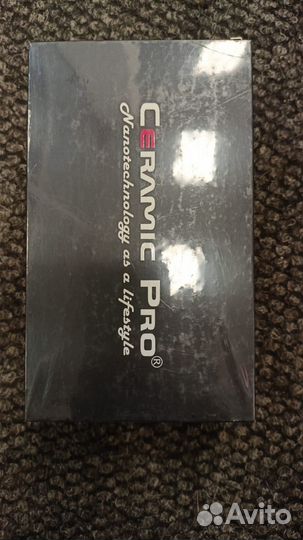 CERAMIC PRO®
Nanotechnology as a lifestyle
Avito